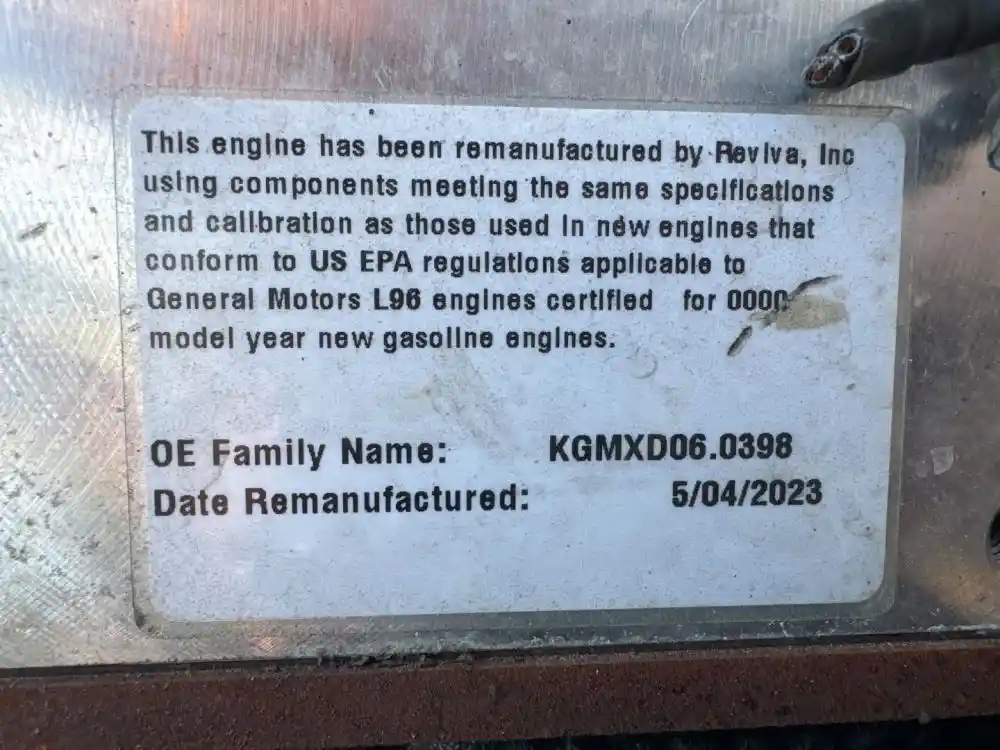 This engine has been remanufactured by Reviva, Inc
using components meeting the same specifications
and calibration as those used in new engines that
conform to US EPA regulations applicable to
General Motors L96 engines certified for 0000
model year new gasoline engines.
OE Family Name: KGMXD06.0398
Date Remanufactured: 5/04/2023